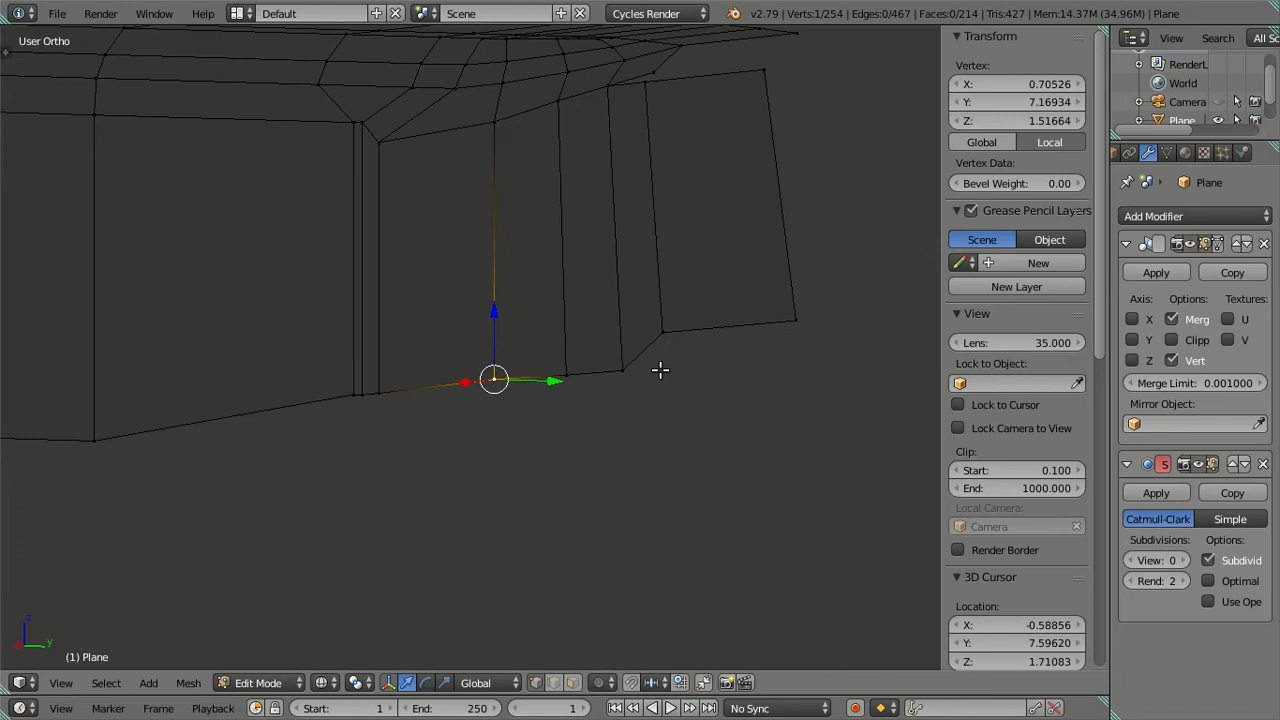 File Render Window Help Default Scene Cycles Render v2.79 | Verts:1/254 | Edges:0/467 | Faces:0/214 | Tris:427 | Mem:14.37M (34.96M) | Plane
User Ortho
Transform
Vertex:
X: 0.70526
Y: 7.16934
Z: 1.51664
Global Local
Vertex Data:
Bevel Weight: 0.00
Grease Pencil Layers
Scene Object
New
New Layer
View
Lens: 35.000
Lock to Object:
Lock to Cursor
Lock Camera to View
Clip:
Start: 0.100
End: 1000.000
Local Camera:
Camera
Render Border
3D Cursor
Location:
X: -0.58856
Y: 7.59620
Z: 1.71083
View Search All Sc
RenderL
World
Camera
Plane
Plane
Add Modifier
Apply Copy
Axis: Options: Textures:
X Merg U
Y Clipp V
Z Vert
Merge Limit: 0.001000
Mirror Object:
S
Apply Copy
Catmull-Clark Simple
Subdivisions: Options:
View: 0 Subdivid
Rend: 2 Optimal
Use Ope
z
y
(1) Plane
View Select Add Mesh Edit Mode Global
View Marker Frame Playback Start: 1 End: 250 1 No Sync